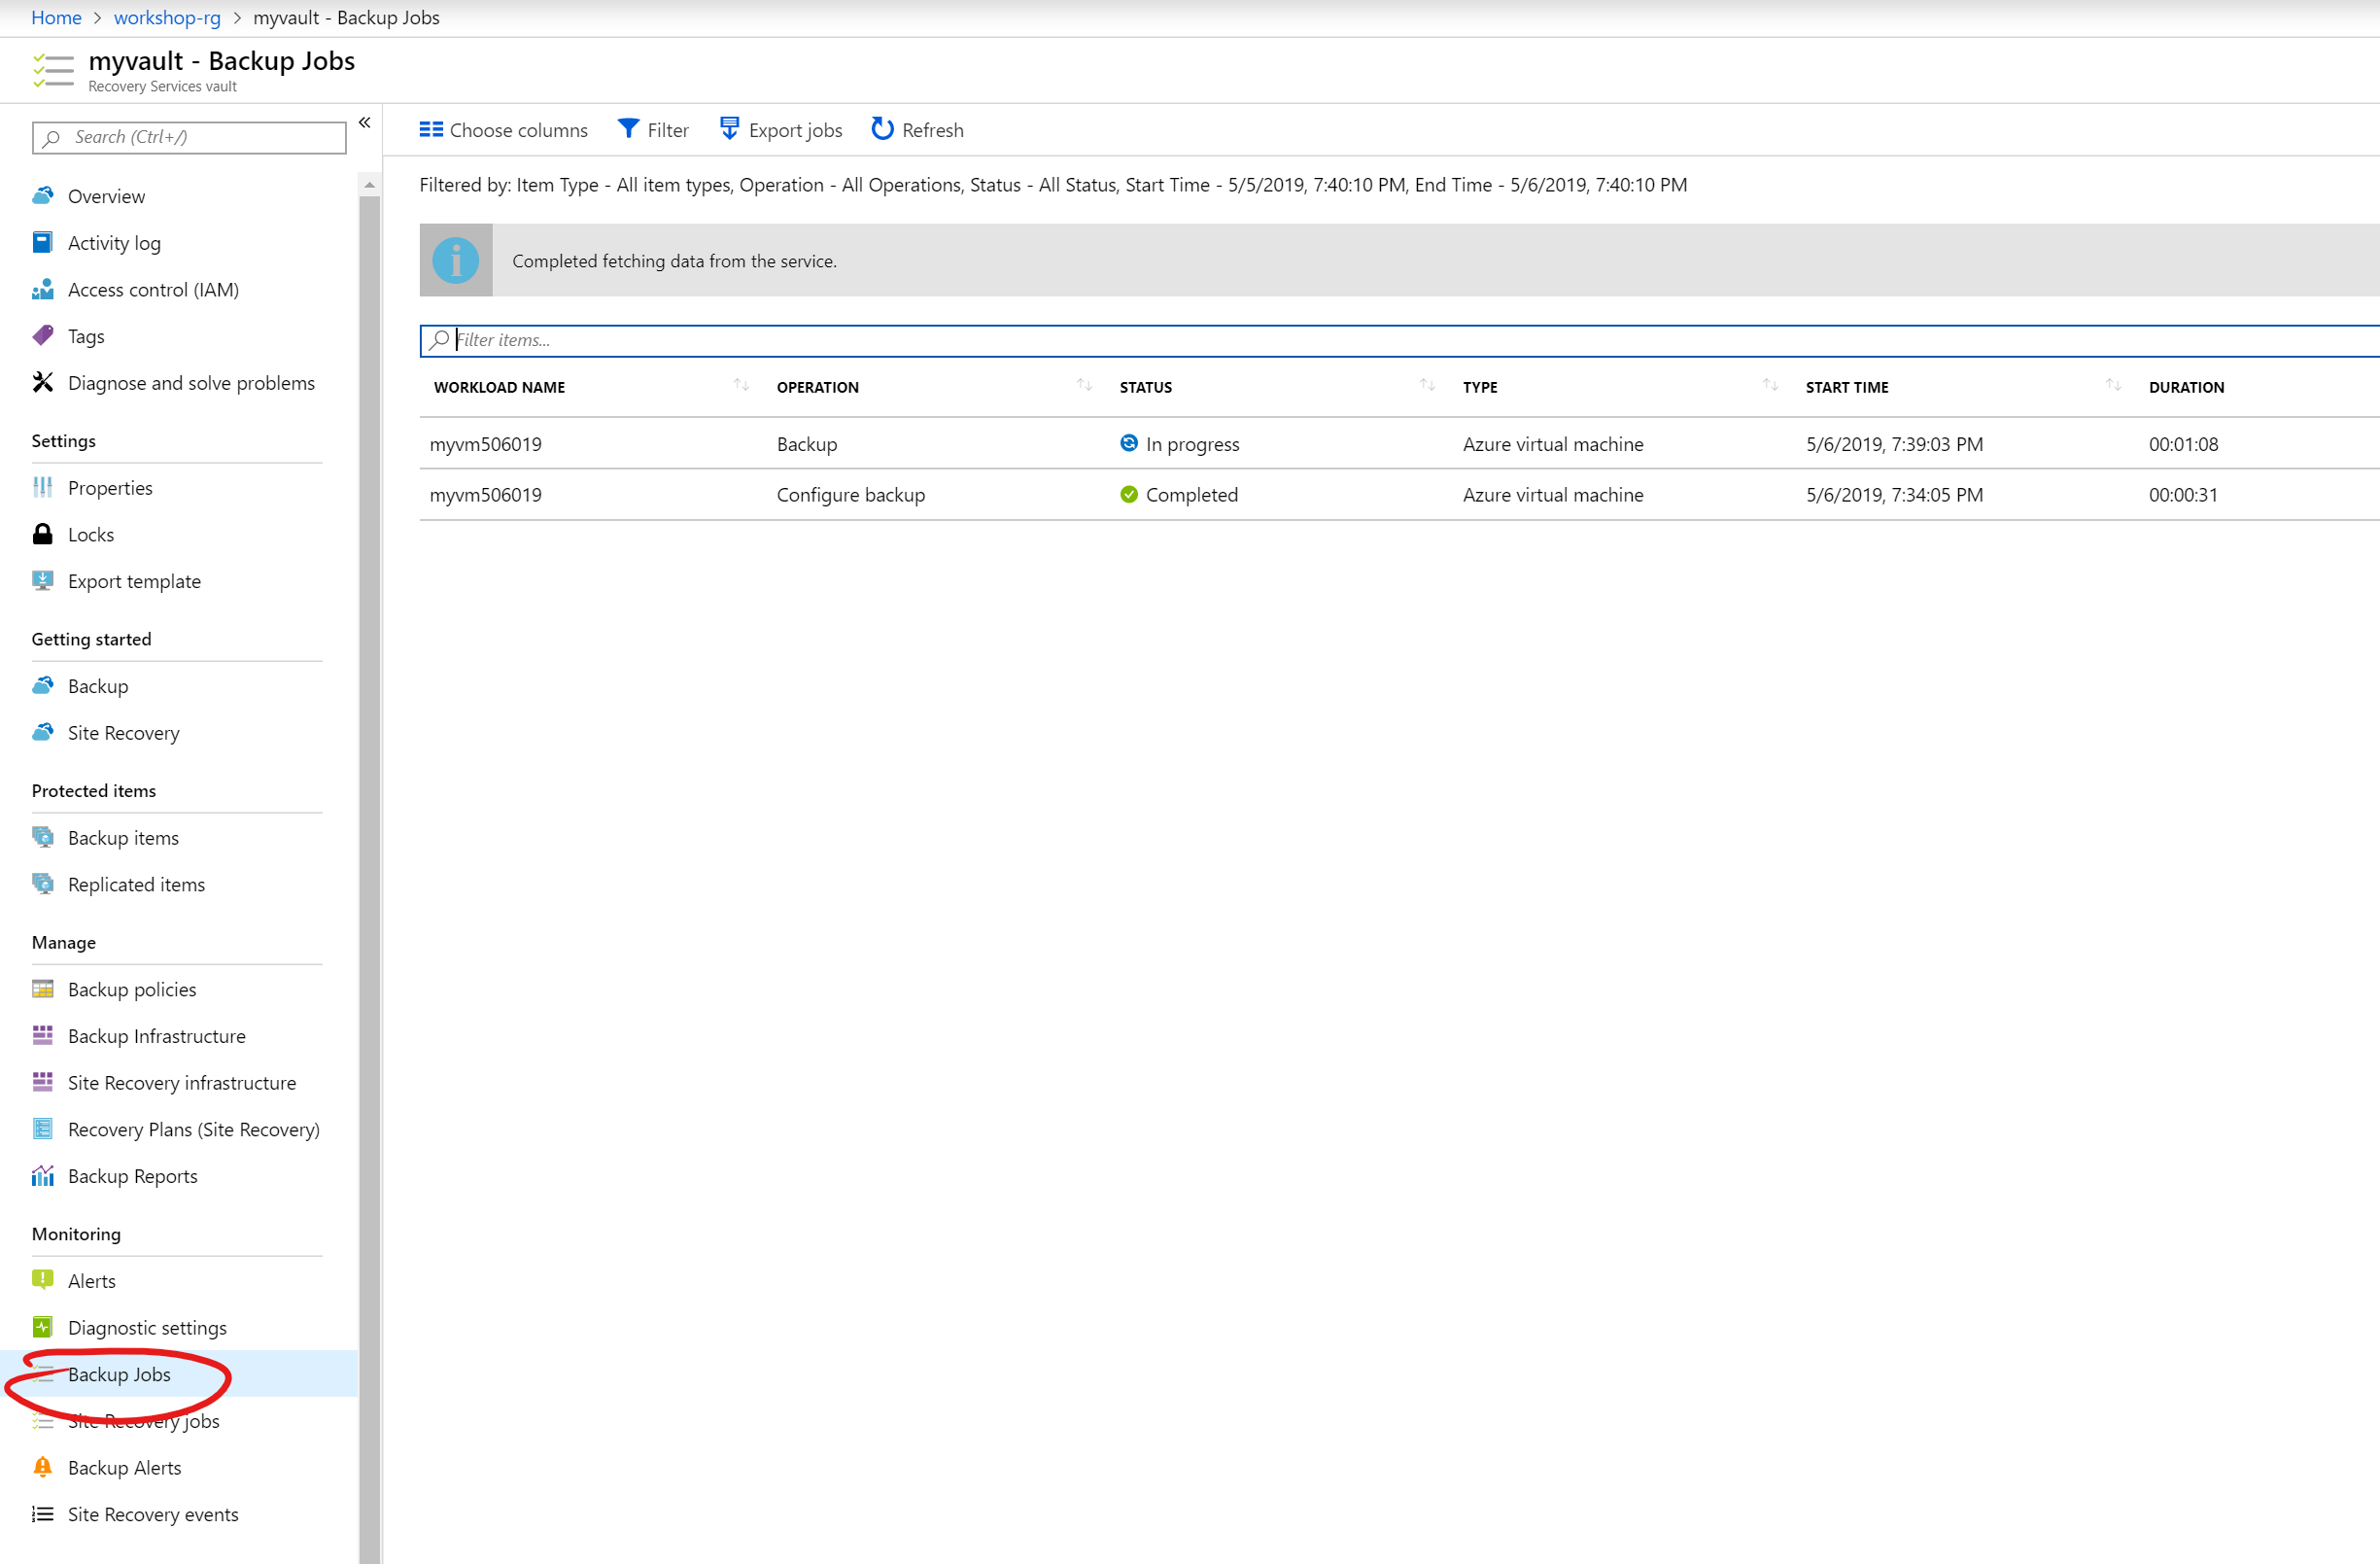 Home > workshop-rg > myvault - Backup Jobs
myvault - Backup Jobs
Recovery Services vault
Search (Ctrl+/)
«
Overview
Activity log
Access control (IAM)
Tags
Diagnose and solve problems
Settings
Properties
Locks
Export template
Getting started
Backup
Site Recovery
Protected items
Backup items
Replicated items
Manage
Backup policies
Backup Infrastructure
Site Recovery infrastructure
Recovery Plans (Site Recovery)
Backup Reports
Monitoring
Alerts
Diagnostic settings
Backup Jobs
Site Recovery jobs
Backup Alerts
Site Recovery events
Choose columns Filter Export jobs Refresh
Filtered by: Item Type - All item types, Operation - All Operations, Status - All Status, Start Time - 5/5/2019, 7:40:10 PM, End Time - 5/6/2019, 7:40:10 PM
Completed fetching data from the service.
Filter items...
WORKLOAD NAME OPERATION STATUS TYPE START TIME DURATION
myvm506019 Backup In progress Azure virtual machine 5/6/2019, 7:39:03 PM 00:01:08
myvm506019 Configure backup Completed Azure virtual machine 5/6/2019, 7:34:05 PM 00:00:31